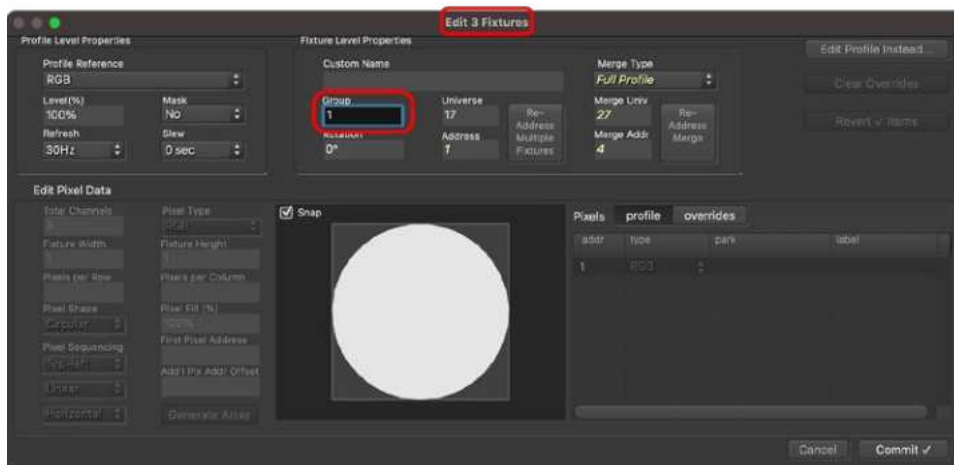 Edit 3 Fixtures
Profile Level Properties
Fixture Level Properties
Edit Profile Instead...
Clear Overrides
Revert ✓ Items
Profile Reference
RGB
Level(%)
Mask
100%
No
Refresh
Slew
30Hz
0 sec
Custom Name
Merge Type
Full Profile
Group
Universe
Merge Univ
1
17
27
Re-Address Multiple Fixtures
Re-Address Merge
Rotation
Address
Merge Addr
0°
1
4
Edit Pixel Data
Total Channels
Pixel Type
RGB
Fixture Width
Fixture Height
Pixels per Row
Pixels per Column
Pixel Shape
Pixel Fill (%)
Circular
100%
Pixel Sequencing
First Pixel Address
Top-left
Add'l Pix Addr Offset
Linear
Horizontal
Generate Array
Snap
Pixels
profile
overrides
addr
type
park
label
1
RGB
Cancel
Commit ✓